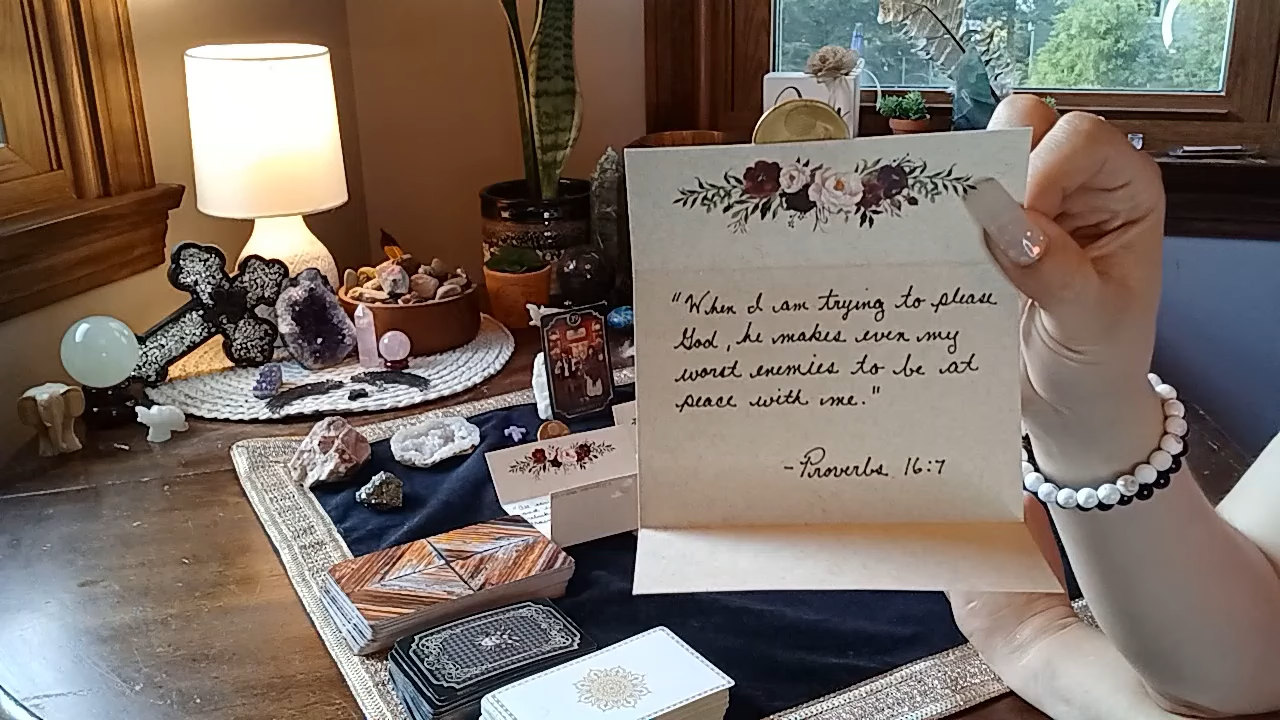 "When I am trying to please
God, he makes even my
worst enemies to be at
peace with me."
-Proverbs 16:7